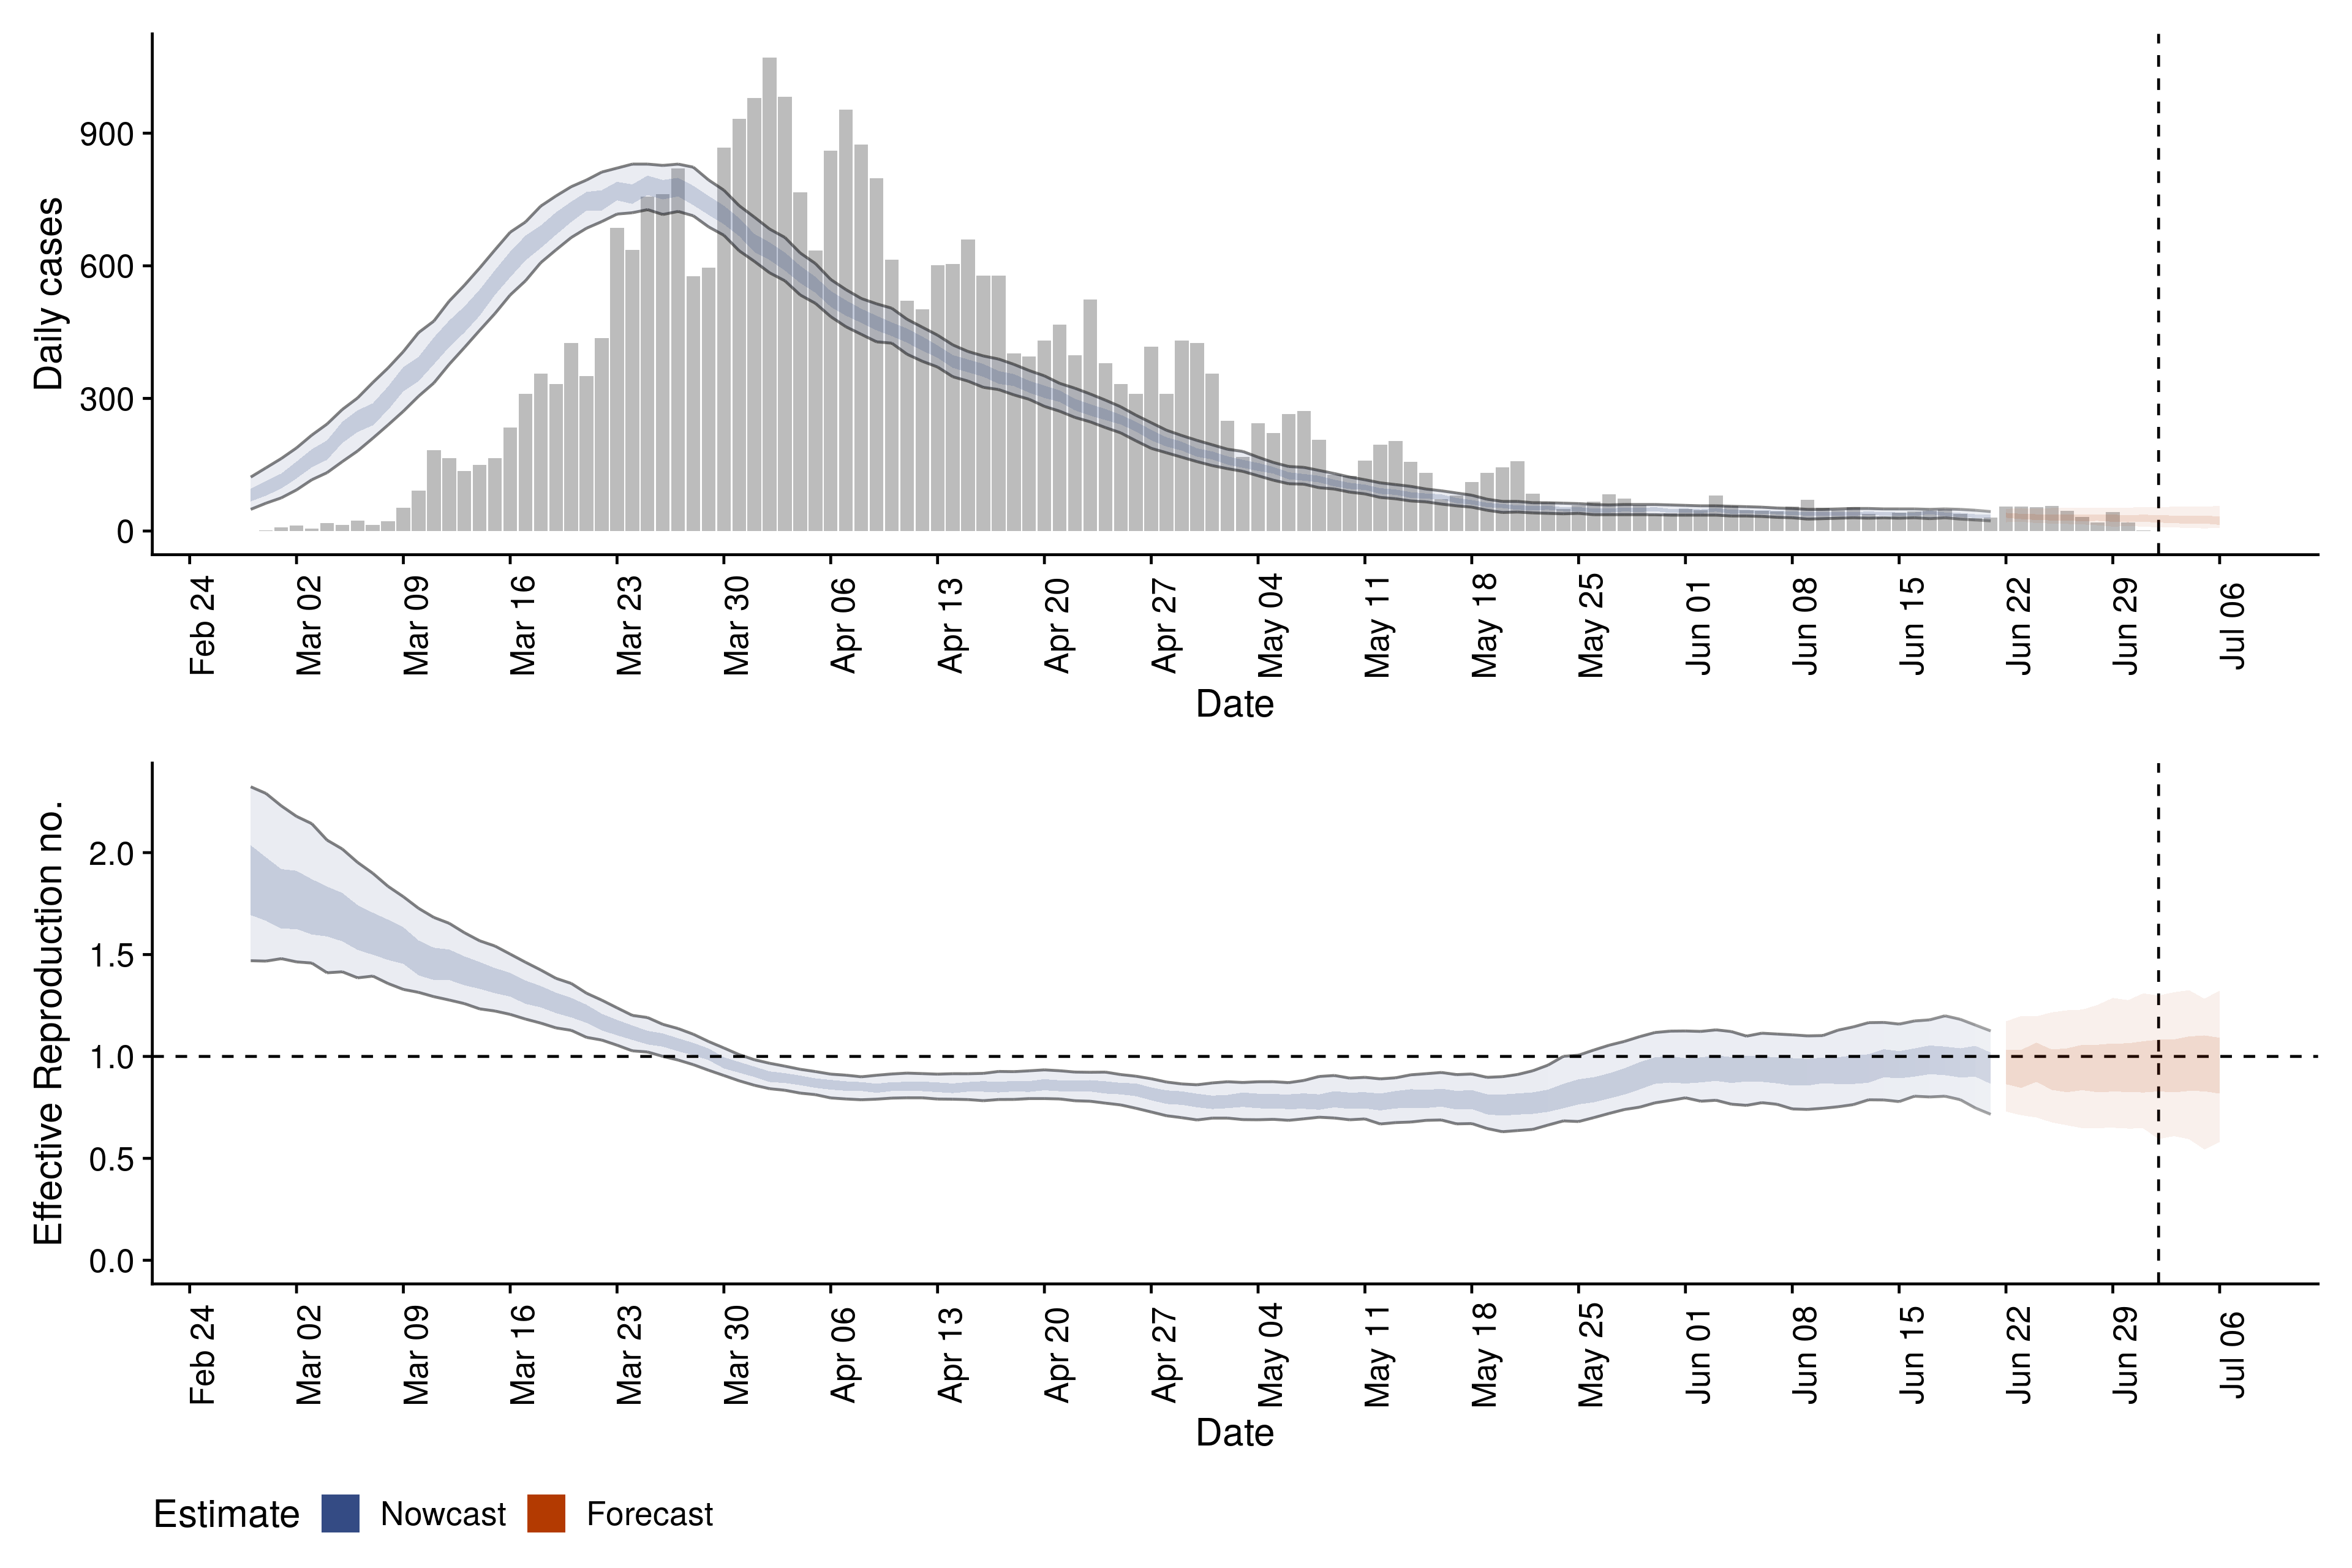 Daily cases
900
600
300
0
Feb 24 Mar 02 Mar 09 Mar 16 Mar 23 Mar 30 Apr 06 Apr 13 Apr 20 Apr 27 May 04 May 11 May 18 May 25 Jun 01 Jun 08 Jun 15 Jun 22 Jun 29 Jul 06
Date
Effective Reproduction no.
2.0
1.5
1.0
0.5
0.0
Feb 24 Mar 02 Mar 09 Mar 16 Mar 23 Mar 30 Apr 06 Apr 13 Apr 20 Apr 27 May 04 May 11 May 18 May 25 Jun 01 Jun 08 Jun 15 Jun 22 Jun 29 Jul 06
Date
Estimate Nowcast Forecast